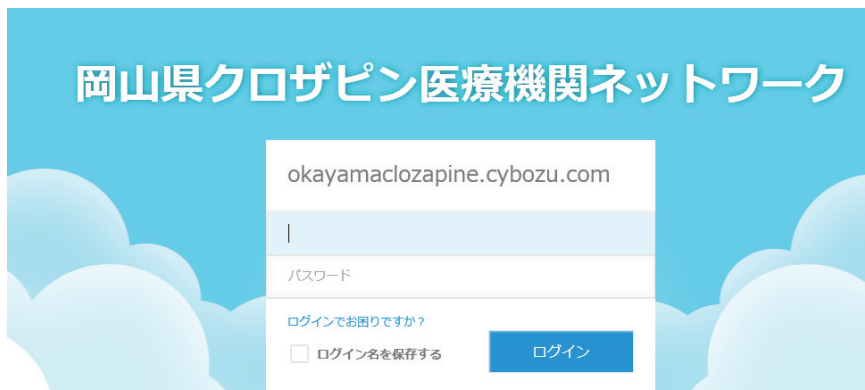 岡山県クロザピン医療機関ネットワーク
okayamaclozapine.cybozu.com
パスワード
ログインでお困りですか？
ログイン名を保存する
ログイン